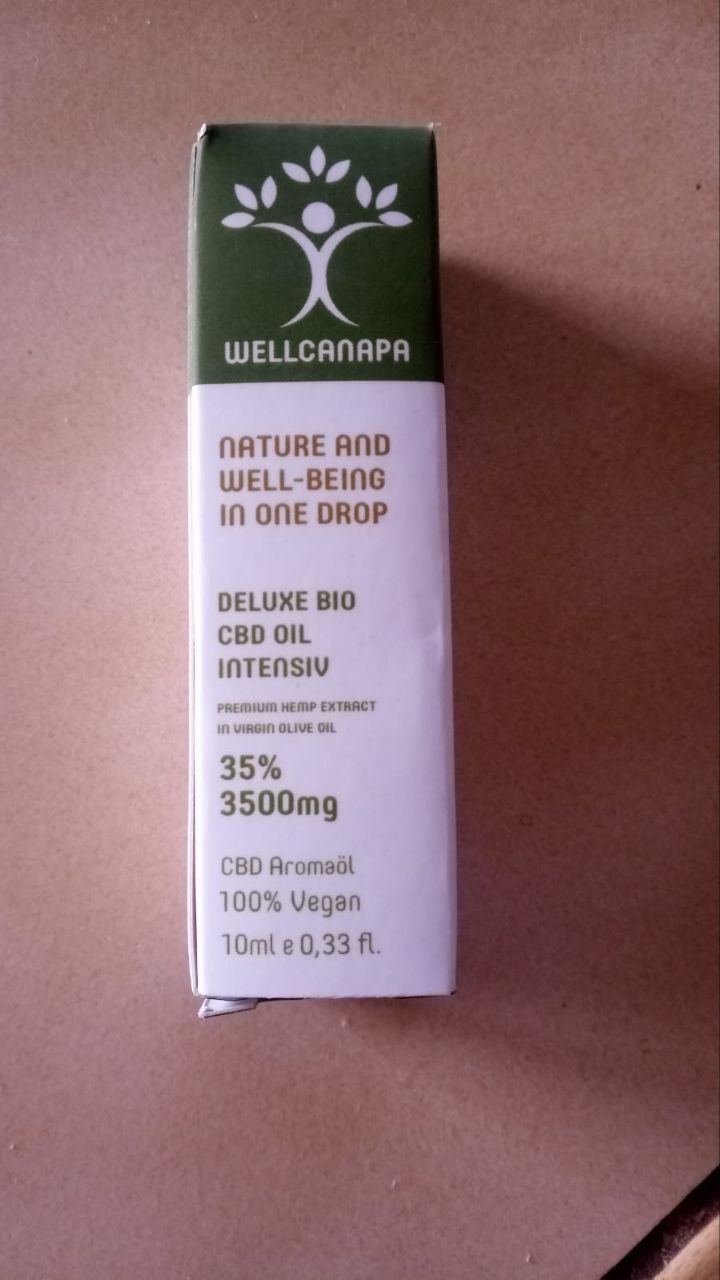 WELLCANAPA
NATURE AND
WELL-BEING
IN ONE DROP
DELUXE BIO
CBD OIL
INTENSIV
PREMIUM HEMP EXTRACT
IN VIRGIN OLIVE OIL
35%
3500mg
CBD Aromaöl
100% Vegan
10ml e 0,33 fl.